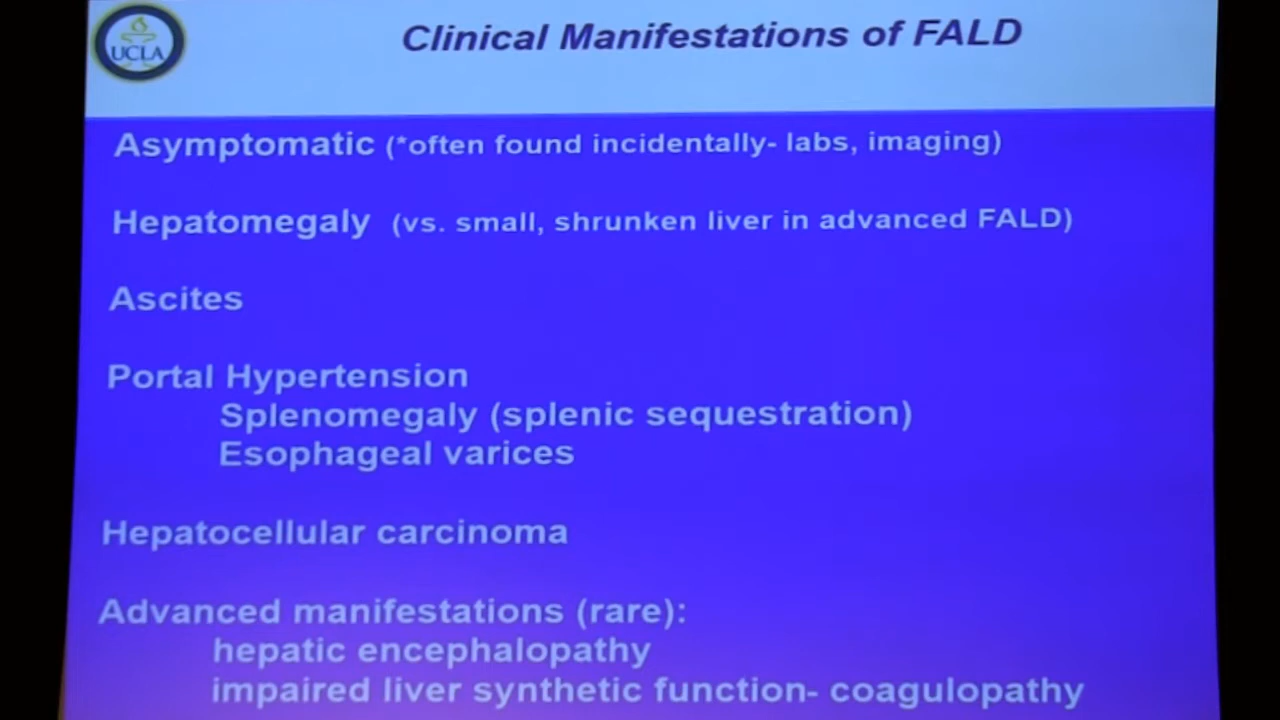 UCLA
Clinical Manifestations of FALD
Asymptomatic (*often found incidentally- labs, imaging)
Hepatomegaly (vs. small, shrunken liver in advanced FALD)
Ascites
Portal Hypertension
Splenomegaly (splenic sequestration)
Esophageal varices
Hepatocellular carcinoma
Advanced manifestations (rare):
hepatic encephalopathy
impaired liver synthetic function- coagulopathy